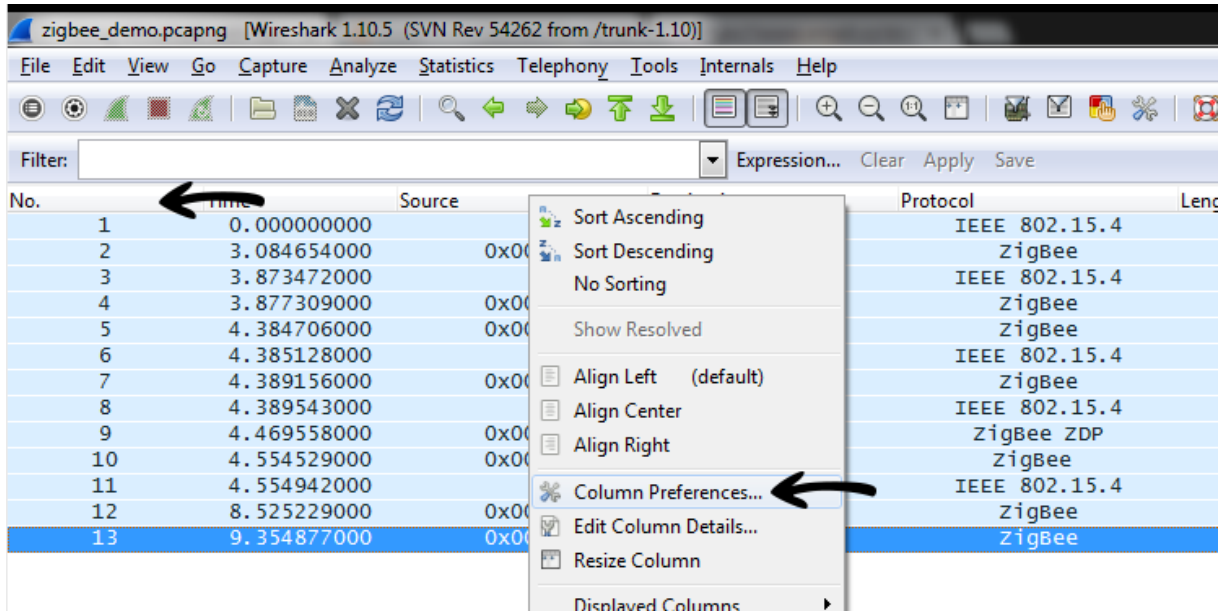 zigbee_demo.pcapng [Wireshark 1.10.5 (SVN Rev 54262 from /trunk-1.10)]
File Edit View Go Capture Analyze Statistics Telephony Tools Internals Help
Filter: Expression... Clear Apply Save
No. Time Source Protocol Leng
1 0.000000000 IEEE 802.15.4
2 3.084654000 0x00 ZigBee
3 3.873472000 IEEE 802.15.4
4 3.877309000 0x00 ZigBee
5 4.384706000 0x00 ZigBee
6 4.385128000 IEEE 802.15.4
7 4.389156000 0x00 ZigBee
8 4.389543000 IEEE 802.15.4
9 4.469558000 0x00 ZigBee ZDP
10 4.554529000 0x00 ZigBee
11 4.554942000 IEEE 802.15.4
12 8.525229000 0x00 ZigBee
13 9.354877000 0x00 ZigBee
Sort Ascending
Sort Descending
No Sorting
Show Resolved
Align Left (default)
Align Center
Align Right
Column Preferences...
Edit Column Details...
Resize Column
Displayed Columns